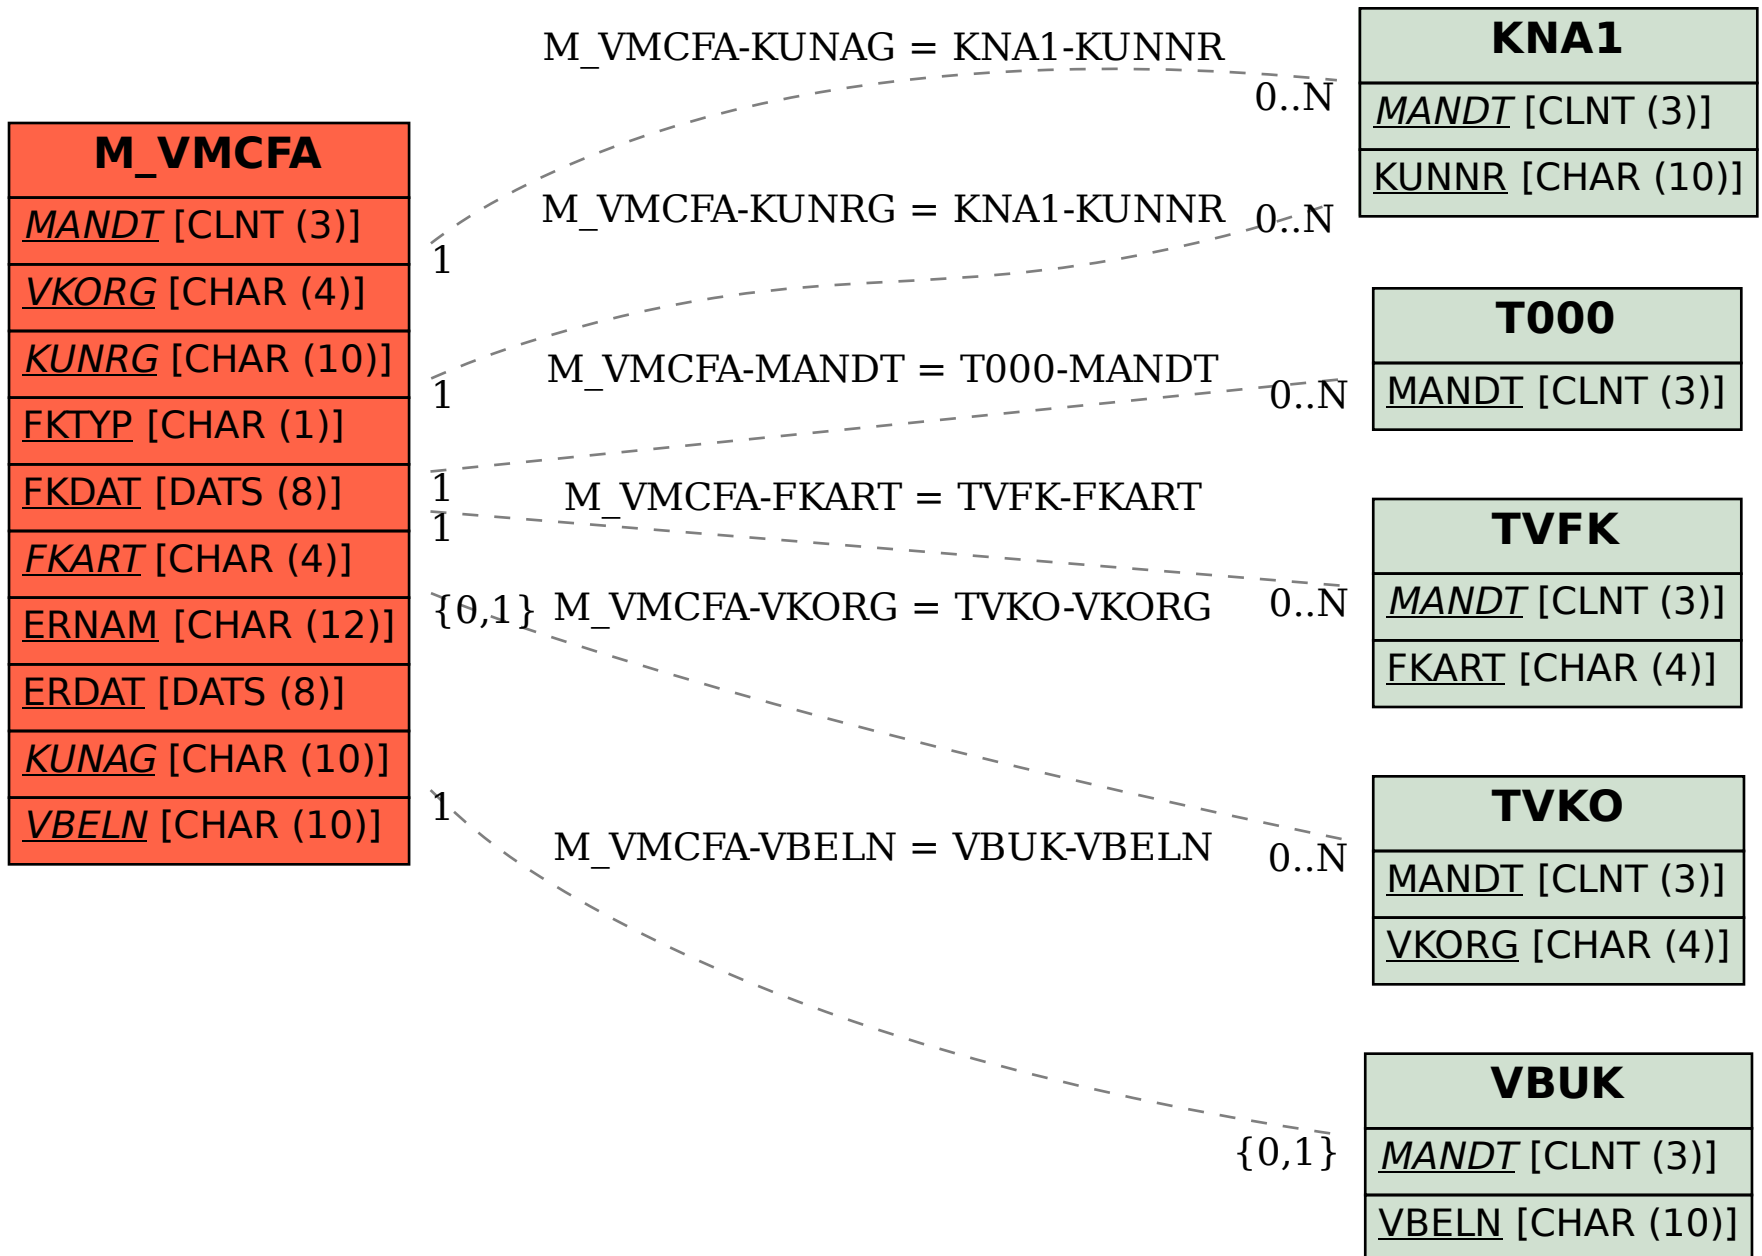 M_VMCFA
MANDT [CLNT (3)]
VKORG [CHAR (4)]
KUNRG [CHAR (10)]
FKTYP [CHAR (1)]
FKDAT [DATS (8)]
FKART [CHAR (4)]
ERNAM [CHAR (12)]
ERDAT [DATS (8)]
KUNAG [CHAR (10)]
VBELN [CHAR (10)]
M_VMCFA-KUNAG = KNA1-KUNNR
0..N
1
M_VMCFA-KUNRG = KNA1-KUNNR
0..N
1
M_VMCFA-MANDT = T000-MANDT
0..N
1
M_VMCFA-FKART = TVFK-FKART
1
0..N
{0,1}
M_VMCFA-VKORG = TVKO-VKORG
0..N
1
M_VMCFA-VBELN = VBUK-VBELN
{0,1}
KNA1
MANDT [CLNT (3)]
KUNNR [CHAR (10)]
T000
MANDT [CLNT (3)]
TVFK
MANDT [CLNT (3)]
FKART [CHAR (4)]
TVKO
MANDT [CLNT (3)]
VKORG [CHAR (4)]
VBUK
MANDT [CLNT (3)]
VBELN [CHAR (10)]